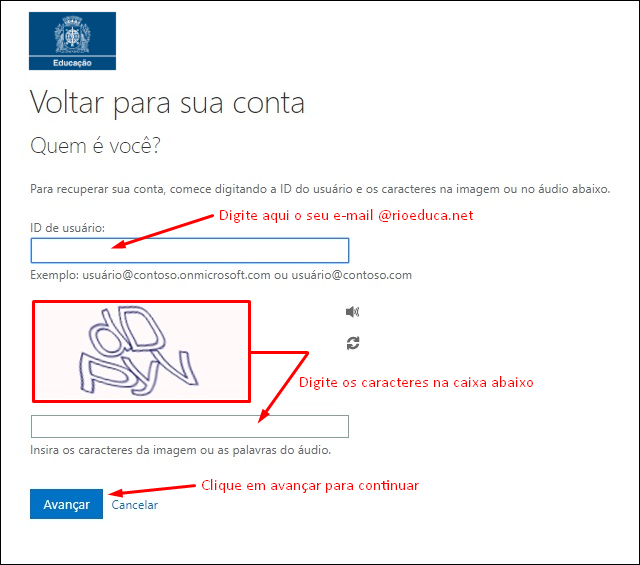 Educação
Voltar para sua conta
Quem é você?
Para recuperar sua conta, comece digitando a ID do usuário e os caracteres na imagem ou no áudio abaixo.
Digite aqui o seu e-mail @rioeduca.net
ID de usuário:
Exemplo: usuário@contoso.onmicrosoft.com ou usuário@contoso.com
Digite os caracteres na caixa abaixo
Insira os caracteres da imagem ou as palavras do áudio.
Clique em avançar para continuar
Avançar Cancelar